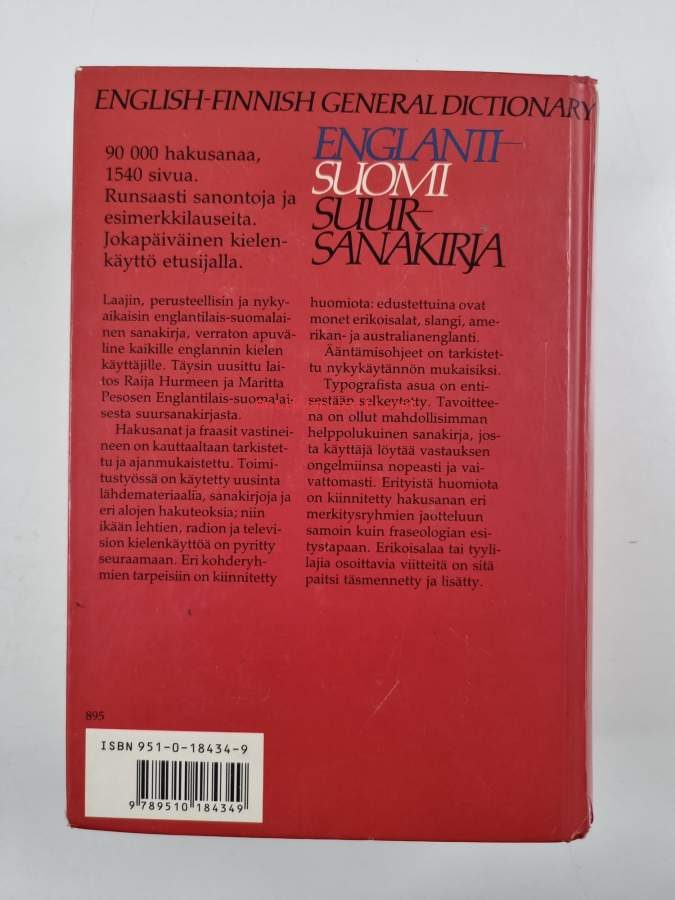 ENGLISH-FINNISH GENERAL DICTIONARY
ENGLANTI-
SUOMI
SUUR-
SANAKIRJA
90 000 hakusanaa,
1540 sivua.
Runsaasti sanontoja ja
esimerkkilauseita.
Jokapäiväinen kielen-
käyttö etusijalla.
Laajin, perusteellisin ja nyky-
aikaisin englantilais-suomalai-
nen sanakirja, verraton apuvä-
line kaikille englannin kielen
käyttäjille. Täysin uusittu lai-
tos Raija Hurmeen ja Maritta
Pesosen Englantilais-suomalai-
sesta suursanakirjasta.
Hakusanat ja fraasit vastinei-
neen on kauttaaltaan tarkistet-
tu ja ajanmukaistettu. Toimi-
tustyössä on käytetty uusinta
lähdemateriaalia, sanakirjoja ja
eri alojen hakuteoksia; niin
ikään lehtien, radion ja televi-
sion kielenkäyttöä on pyritty
seuraamaan. Eri kohderyh-
mien tarpeisiin on kiinnitetty
huomiota: edustettuina ovat
monet erikoisalat, slangi, ame-
rikan- ja australianenglanti.
Ääntämisohjeet on tarkistet-
tu nykykäytännön mukaisiksi.
Typografista asua on enti-
sestään selkeytetty. Tavoittee-
na on ollut mahdollisimman
helppolukuinen sanakirja, jos-
ta käyttäjä löytää vastauksen
ongelmiinsa nopeasti ja vai-
vattomasti. Erityistä huomiota
on kiinnitetty hakusanan eri
merkitysryhmien jaotteluun
samoin kuin fraseologian esi-
tystapaan. Erikoisalaa tai tyyli-
lajia osoittavia viitteitä on sitä
paitsi täsmennetty ja lisätty.
895
ISBN 951-0-18434-9
9 789510 184349